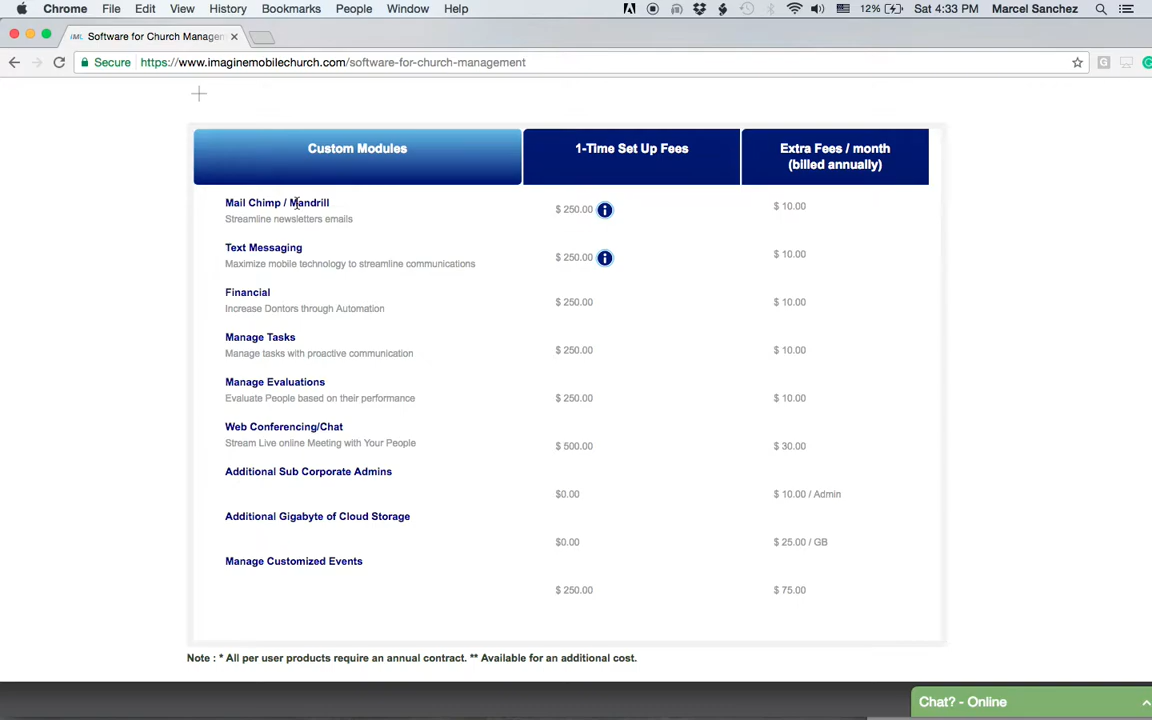 Chrome File Edit View History Bookmarks People Window Help 12% Sat 4:33 PM Marcel Sanchez
Software for Church Managem
Secure https://www.imaginemobilechurch.com/software-for-church-management
Custom Modules 1-Time Set Up Fees Extra Fees / month
(billed annually)
Mail Chimp / Mandrill $ 250.00 $ 10.00
Streamline newsletters emails
Text Messaging $ 250.00 $ 10.00
Maximize mobile technology to streamline communications
Financial $ 250.00 $ 10.00
Increase Dontors through Automation
Manage Tasks $ 250.00 $ 10.00
Manage tasks with proactive communication
Manage Evaluations $ 250.00 $ 10.00
Evaluate People based on their performance
Web Conferencing/Chat $ 500.00 $ 30.00
Stream Live online Meeting with Your People
Additional Sub Corporate Admins
$0.00 $ 10.00 / Admin
Additional Gigabyte of Cloud Storage
$0.00 $ 25.00 / GB
Manage Customized Events
$ 250.00 $ 75.00
Note : * All per user products require an annual contract. ** Available for an additional cost.
Chat? - Online